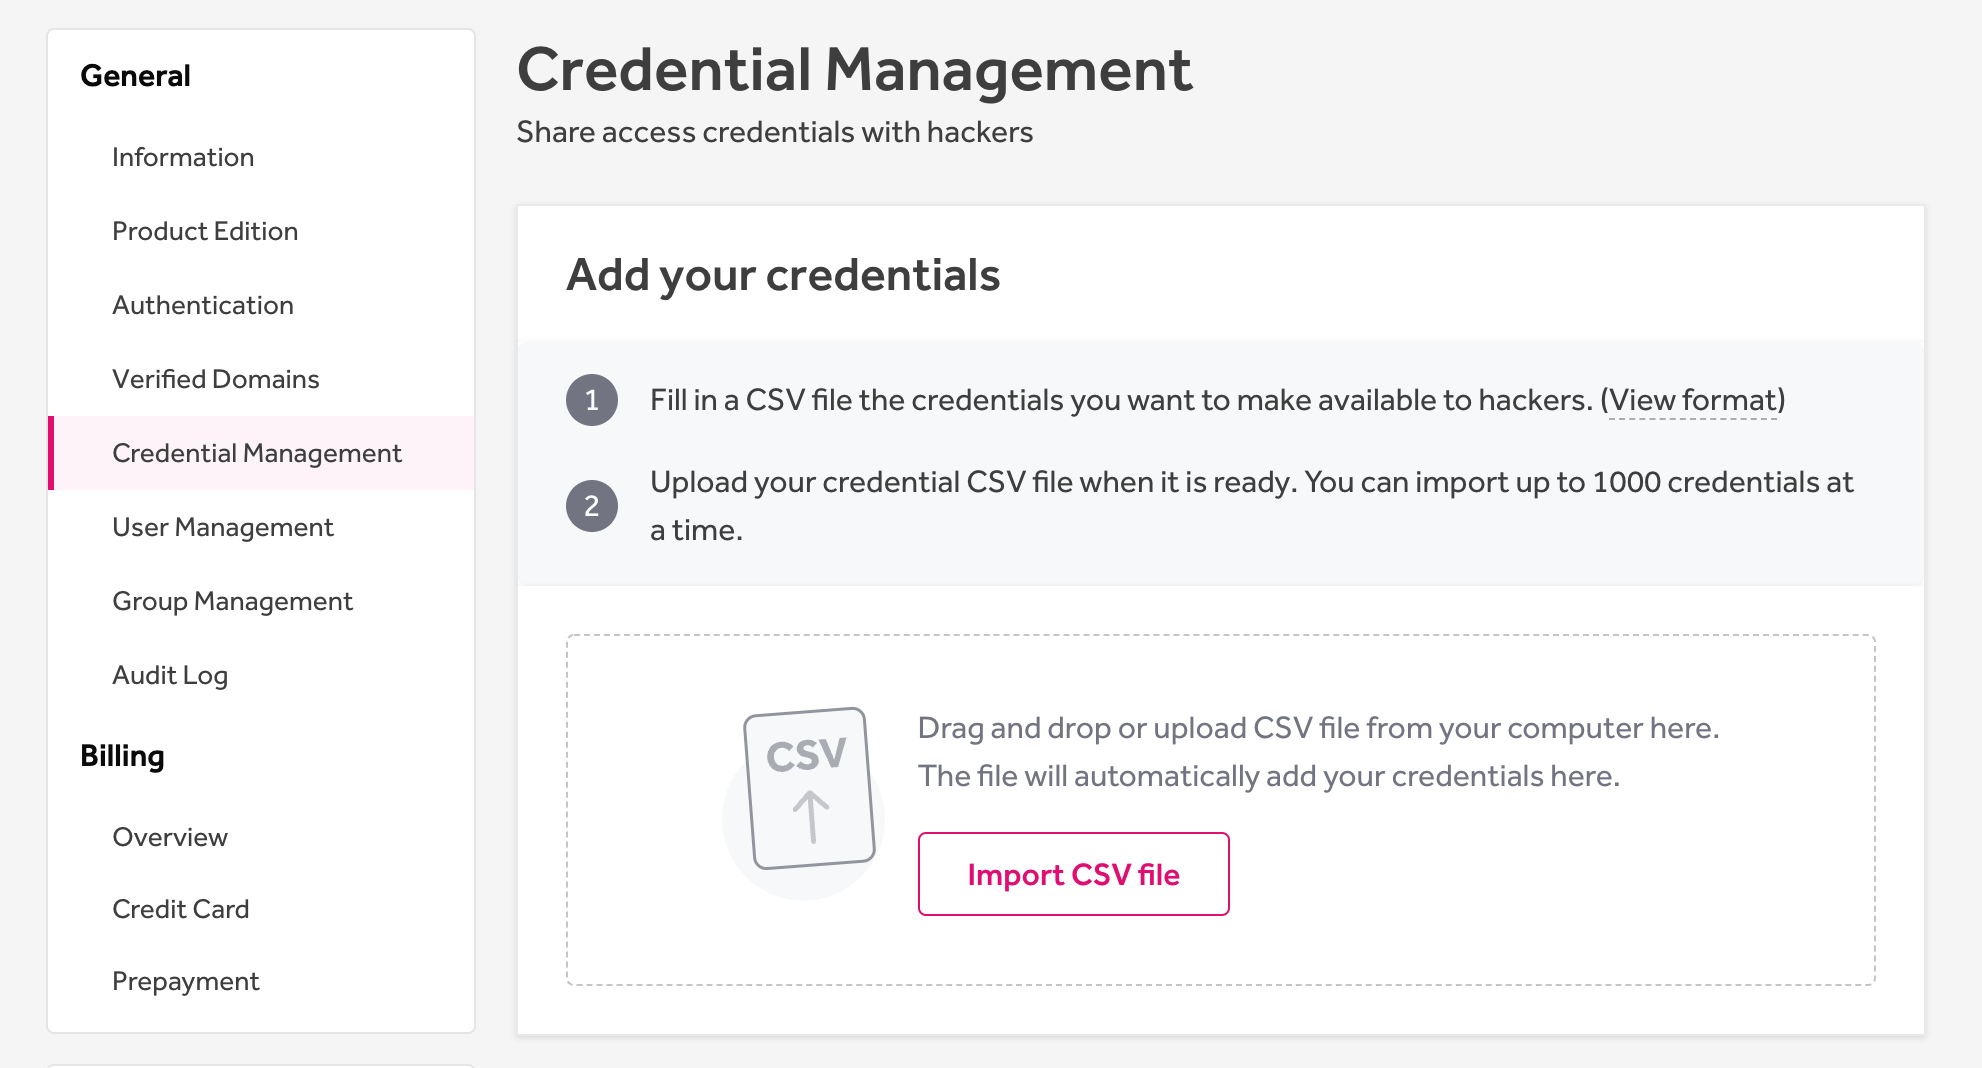 General
Information
Product Edition
Authentication
Verified Domains
Credential Management
User Management
Group Management
Audit Log
Billing
Overview
Credit Card
Prepayment
Credential Management
Share access credentials with hackers
Add your credentials
1 Fill in a CSV file the credentials you want to make available to hackers. (View format)
2 Upload your credential CSV file when it is ready. You can import up to 1000 credentials at
a time.
CSV
Drag and drop or upload CSV file from your computer here.
The file will automatically add your credentials here.
Import CSV file